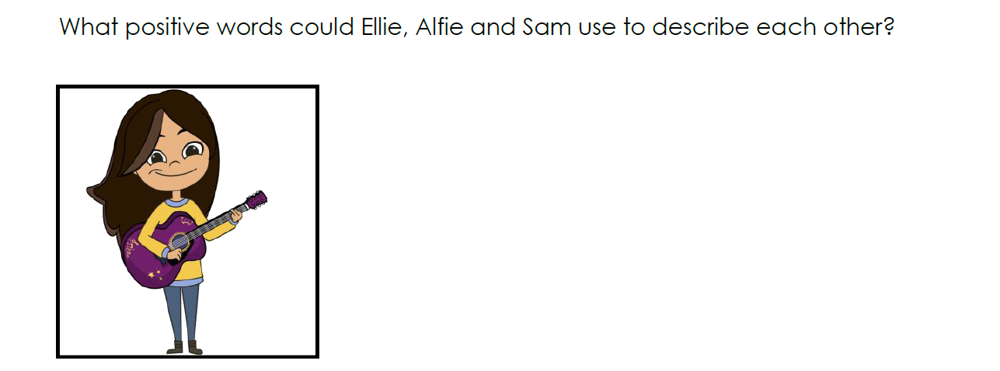 What positive words could Ellie, Alfie and Sam use to describe each other?